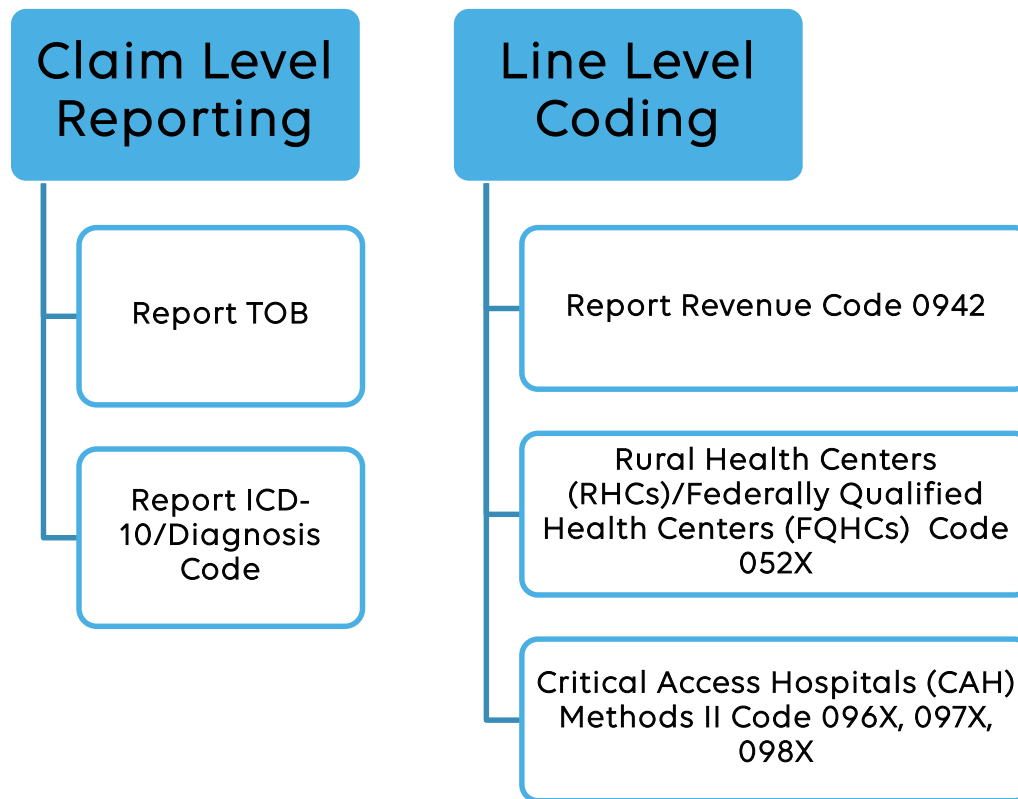 Claim Level
Reporting
Report TOB
Report ICD-
10/Diagnosis
Code
Line Level
Coding
Report Revenue Code 0942
Rural Health Centers
(RHCs)/Federally Qualified
Health Centers (FQHCs)  Code
052X
Critical Access Hospitals (CAH)
Methods II Code 096X, 097X,
098X